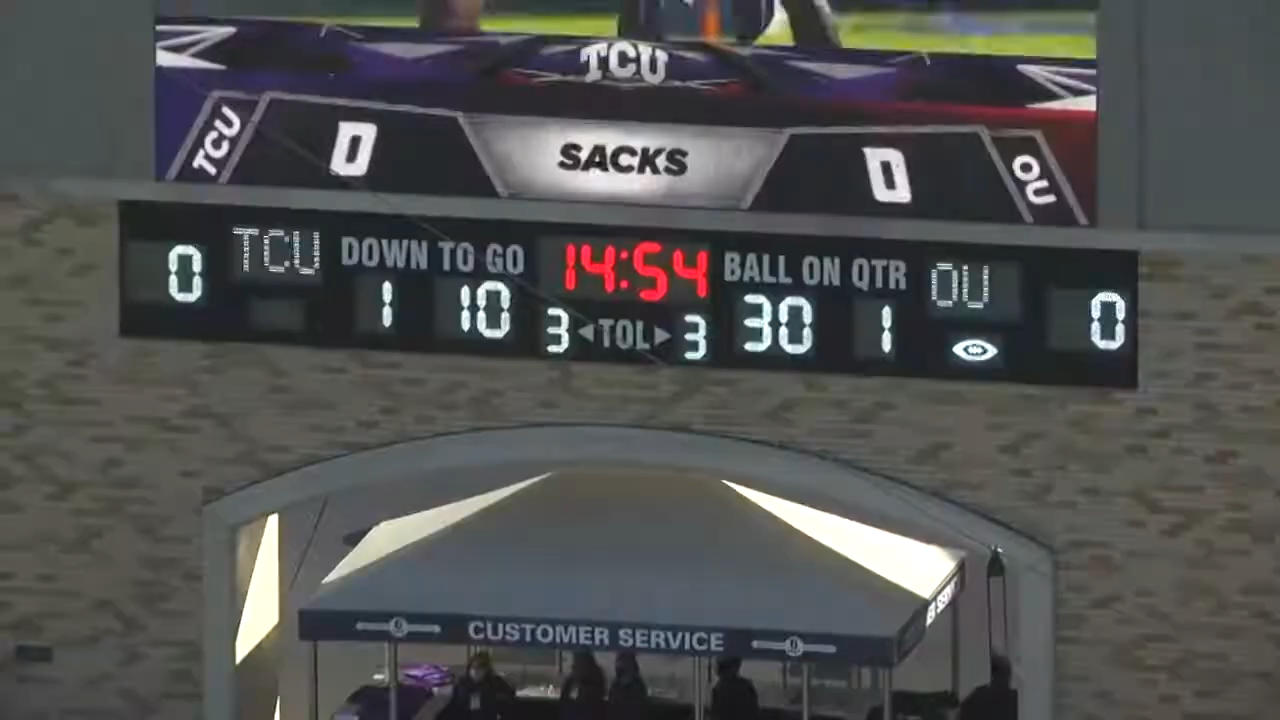 TCU
TCU 0 SACKS 0 OU
0 TCU DOWN TO GO 14:54 BALL ON QTR OU 0
1 10 3 ◄TOL► 3 30 1
CUSTOMER SERVICE